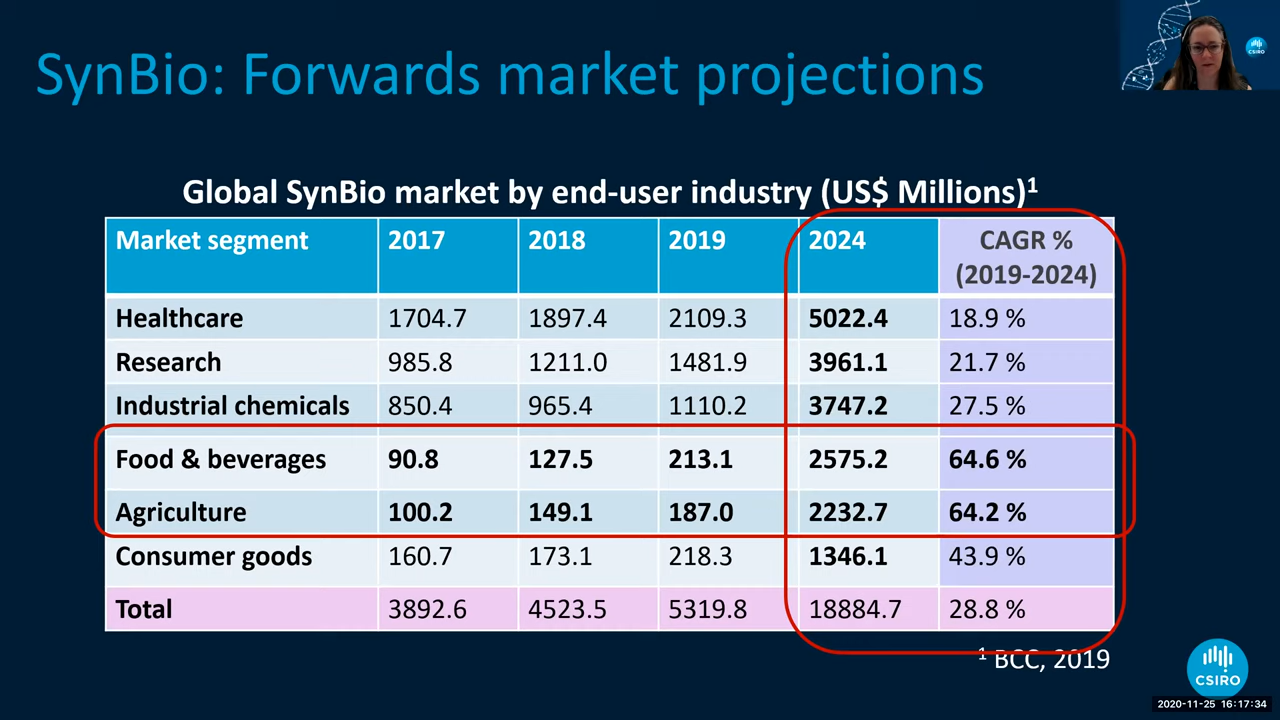 CSIRO
SynBio: Forwards market projections
Global SynBio market by end-user industry (US$ Millions)¹
Market segment 2017 2018 2019 2024 CAGR % (2019-2024)
Healthcare 1704.7 1897.4 2109.3 5022.4 18.9 %
Research 985.8 1211.0 1481.9 3961.1 21.7 %
Industrial chemicals 850.4 965.4 1110.2 3747.2 27.5 %
Food & beverages 90.8 127.5 213.1 2575.2 64.6 %
Agriculture 100.2 149.1 187.0 2232.7 64.2 %
Consumer goods 160.7 173.1 218.3 1346.1 43.9 %
Total 3892.6 4523.5 5319.8 18884.7 28.8 %
¹ BCC, 2019
CSIRO
2020-11-25 16:17:34